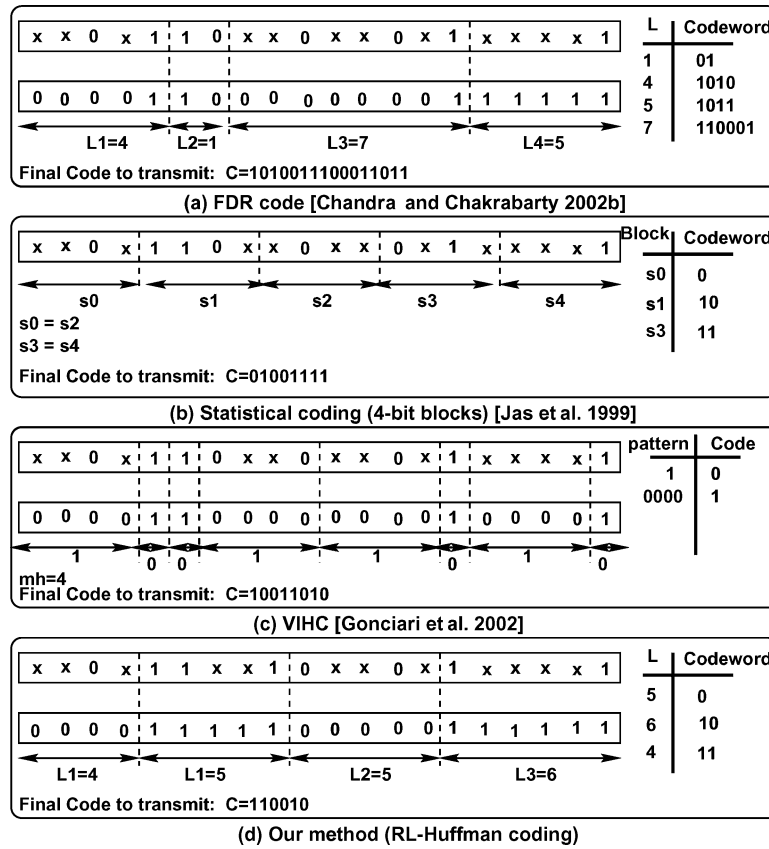 x x 0 x 1 1 0 x x 0 x x 0 x 1 x x x x 1
0 0 0 0 1 1 0 0 0 0 0 0 0 0 1 1 1 1 1 1
L1=4 L2=1 L3=7 L4=5
L Codeword
1 01
4 1010
5 1011
7 110001
Final Code to transmit: C=1010011100011011
(a) FDR code [Chandra and Chakrabarty 2002b]
x x 0 x 1 1 0 x x 0 x x 0 x 1 x x x x 1
s0 s1 s2 s3 s4
s0 = s2
s3 = s4
Block Codeword
s0 0
s1 10
s3 11
Final Code to transmit: C=01001111
(b) Statistical coding (4-bit blocks) [Jas et al. 1999]
x x 0 x 1 1 0 x x 0 x x 0 x 1 x x x x 1
0 0 0 0 1 1 0 0 0 0 0 0 0 0 1 0 0 0 0 1
1 0 0 1 1 0 1 0
pattern Code
1 0
0000 1
mh=4
Final Code to transmit: C=10011010
(c) VIHC [Gonciari et al. 2002]
x x 0 x 1 1 x x 1 0 x x 0 x 1 x x x x 1
0 0 0 0 1 1 1 1 1 0 0 0 0 0 1 1 1 1 1 1
L1=4 L1=5 L2=5 L3=6
L Codeword
5 0
6 10
4 11
Final Code to transmit: C=110010
(d) Our method (RL-Huffman coding)